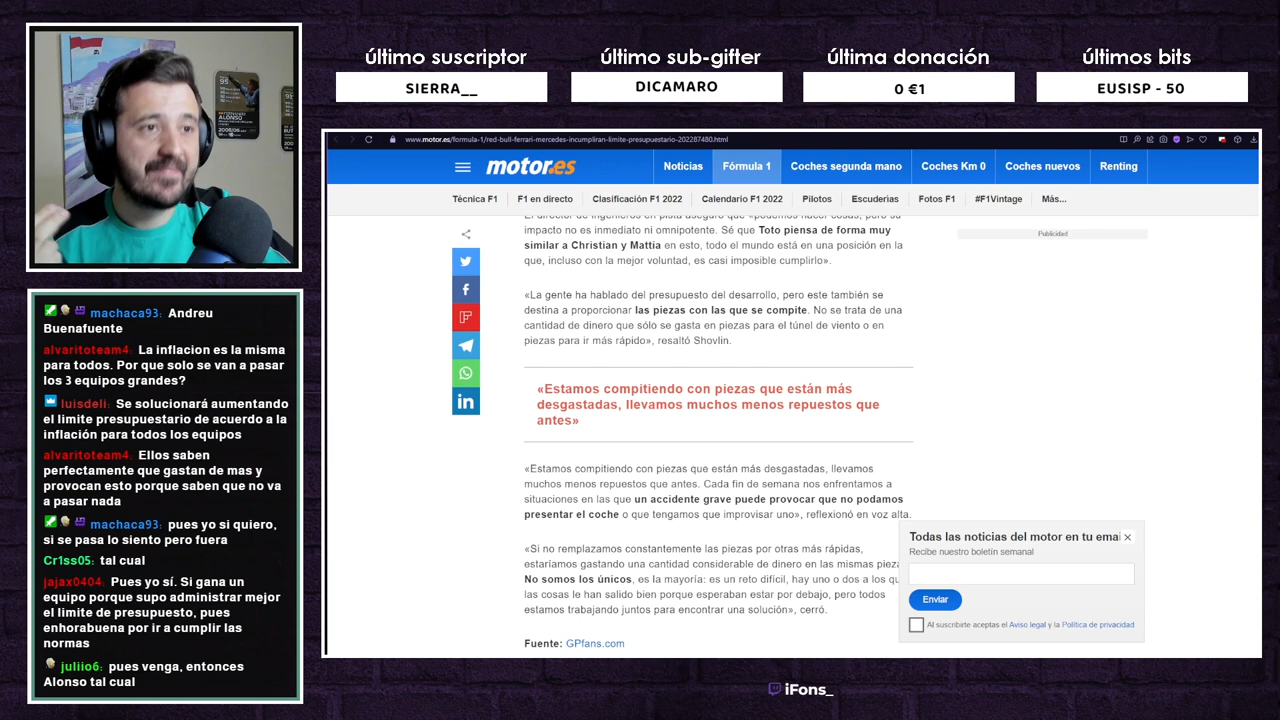 último suscriptor
SIERRA__
último sub-gifter
DICAMARO
última donación
0 €1
últimos bits
EUSISP - 50
ALONSO
www.motor.es/formula-1/red-bull-ferrari-mercedes-incumpliran-limite-presupuestario-202287480.html
motor.es
Noticias
Fórmula 1
Coches segunda mano
Coches Km 0
Coches nuevos
Renting
Técnica F1
F1 en directo
Clasificación F1 2022
Calendario F1 2022
Pilotos
Escuderias
Fotos F1
#F1Vintage
Más...
El director de ingenieros en pista aseguró que «podemos hacer cosas, pero su
impacto no es inmediato ni omnipotente. Sé que Toto piensa de forma muy
similar a Christian y Mattia en esto, todo el mundo está en una posición en la
que, incluso con la mejor voluntad, es casi imposible cumplirlo».
«La gente ha hablado del presupuesto del desarrollo, pero este también se
destina a proporcionar las piezas con las que se compite. No se trata de una
cantidad de dinero que sólo se gasta en piezas para el túnel de viento o en
piezas para ir más rápido», resaltó Shovlin.
«Estamos compitiendo con piezas que están más
desgastadas, llevamos muchos menos repuestos que
antes»
«Estamos compitiendo con piezas que están más desgastadas, llevamos
muchos menos repuestos que antes. Cada fin de semana nos enfrentamos a
situaciones en las que un accidente grave puede provocar que no podamos
presentar el coche o que tengamos que improvisar uno», reflexionó en voz alta.
«Si no remplazamos constantemente las piezas por otras más rápidas,
estaríamos gastando una cantidad considerable de dinero en las mismas
No somos los únicos, es la mayoría: es un reto difícil, hay uno o dos a los
las cosas le han salido bien porque esperaban estar por debajo, pero todos
estamos trabajando juntos para encontrar una solución», cerró.
Fuente: GPfans.com
Publicidad
Todas las noticias del motor en tu emai
Recibe nuestro boletín semanal
Enviar
Al suscribirte aceptas el Aviso legal y la Política de privacidad
machaca93: Andreu
Buenafuente
alvaritoteam4: La inflacion es la misma
para todos. Por que solo se van a pasar
los 3 equipos grandes?
luisdeli: Se solucionará aumentando
el limite presupuestario de acuerdo a la
inflación para todos los equipos
alvaritoteam4: Ellos saben
perfectamente que gastan de mas y
provocan esto porque saben que no va
a pasar nada
machaca93: pues yo si quiero,
si se pasa lo siento pero fuera
Cr1ss05: tal cual
jajax0404: Pues yo sí. Si gana un
equipo porque supo administrar mejor
el limite de presupuesto, pues
enhorabuena por ir a cumplir las
normas
juliio6: pues venga, entonces
Alonso tal cual
iFons_